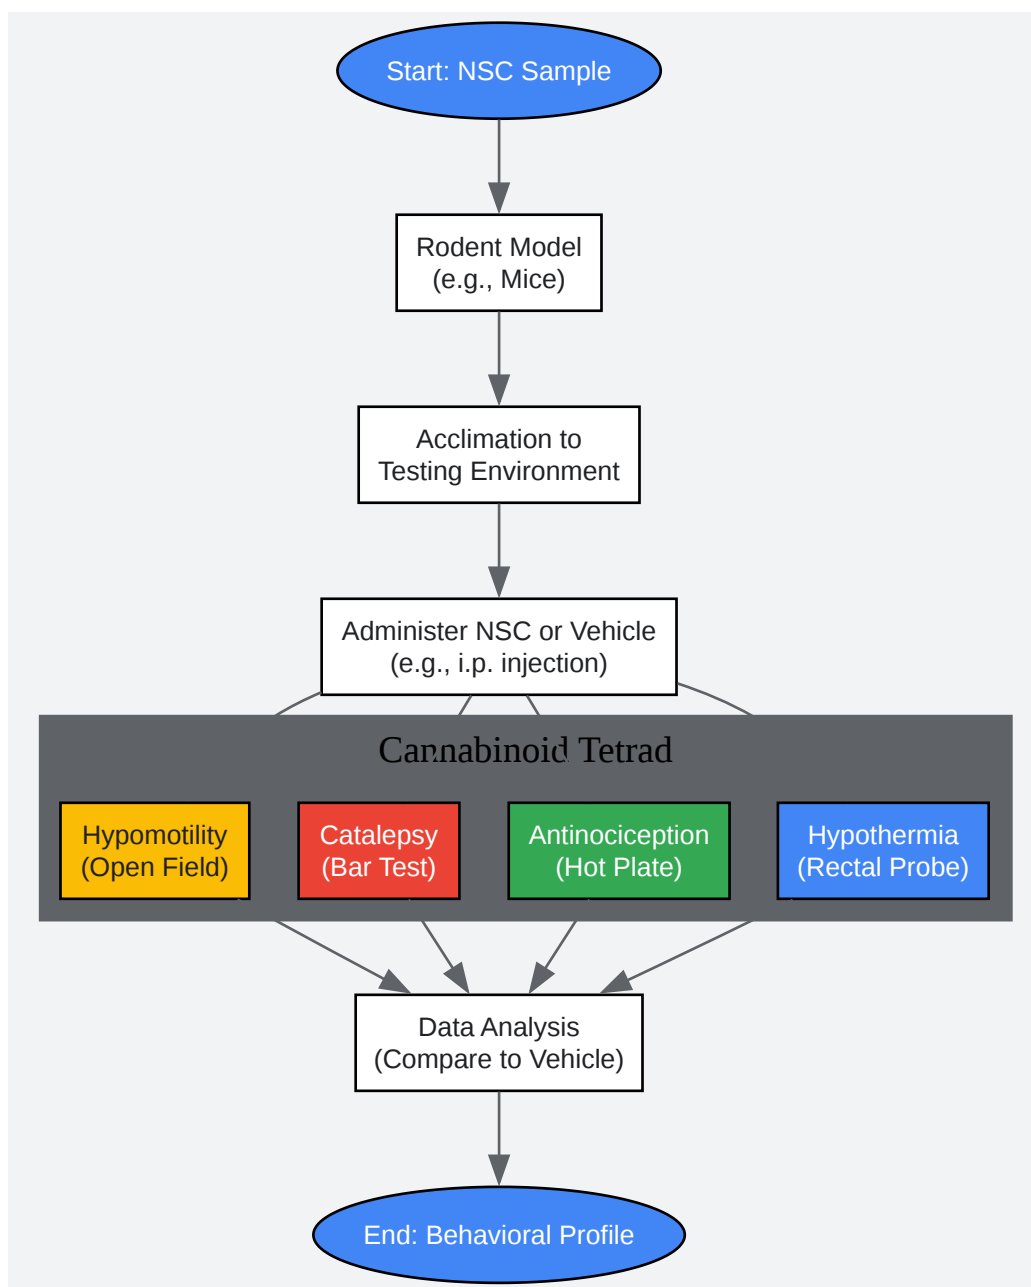 Start: NSC Sample
Rodent Model
(e.g., Mice)
Acclimation to
Testing Environment
Administer NSC or Vehicle
(e.g., i.p. injection)
Cannabinoid Tetrad
Hypomotility
(Open Field)
Catalepsy
(Bar Test)
Antinociception
(Hot Plate)
Hypothermia
(Rectal Probe)
Data Analysis
(Compare to Vehicle)
End: Behavioral Profile